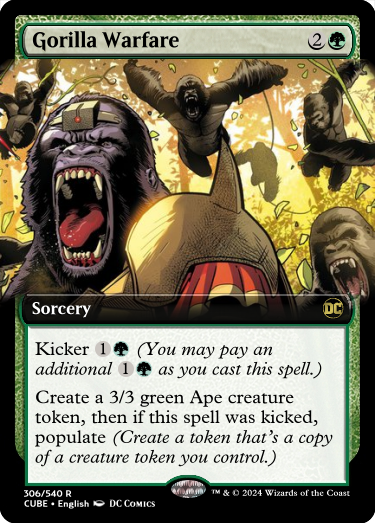 Gorilla Warfare 2
Sorcery DC
Kicker 1 (You may pay an
additional 1 as you cast this spell.)
Create a 3/3 green Ape creature
token, then if this spell was kicked,
populate (Create a token that's a copy
of a creature token you control.)
306/540 R ™ & © 2024 Wizards of the Coast
CUBE • English DC Comics